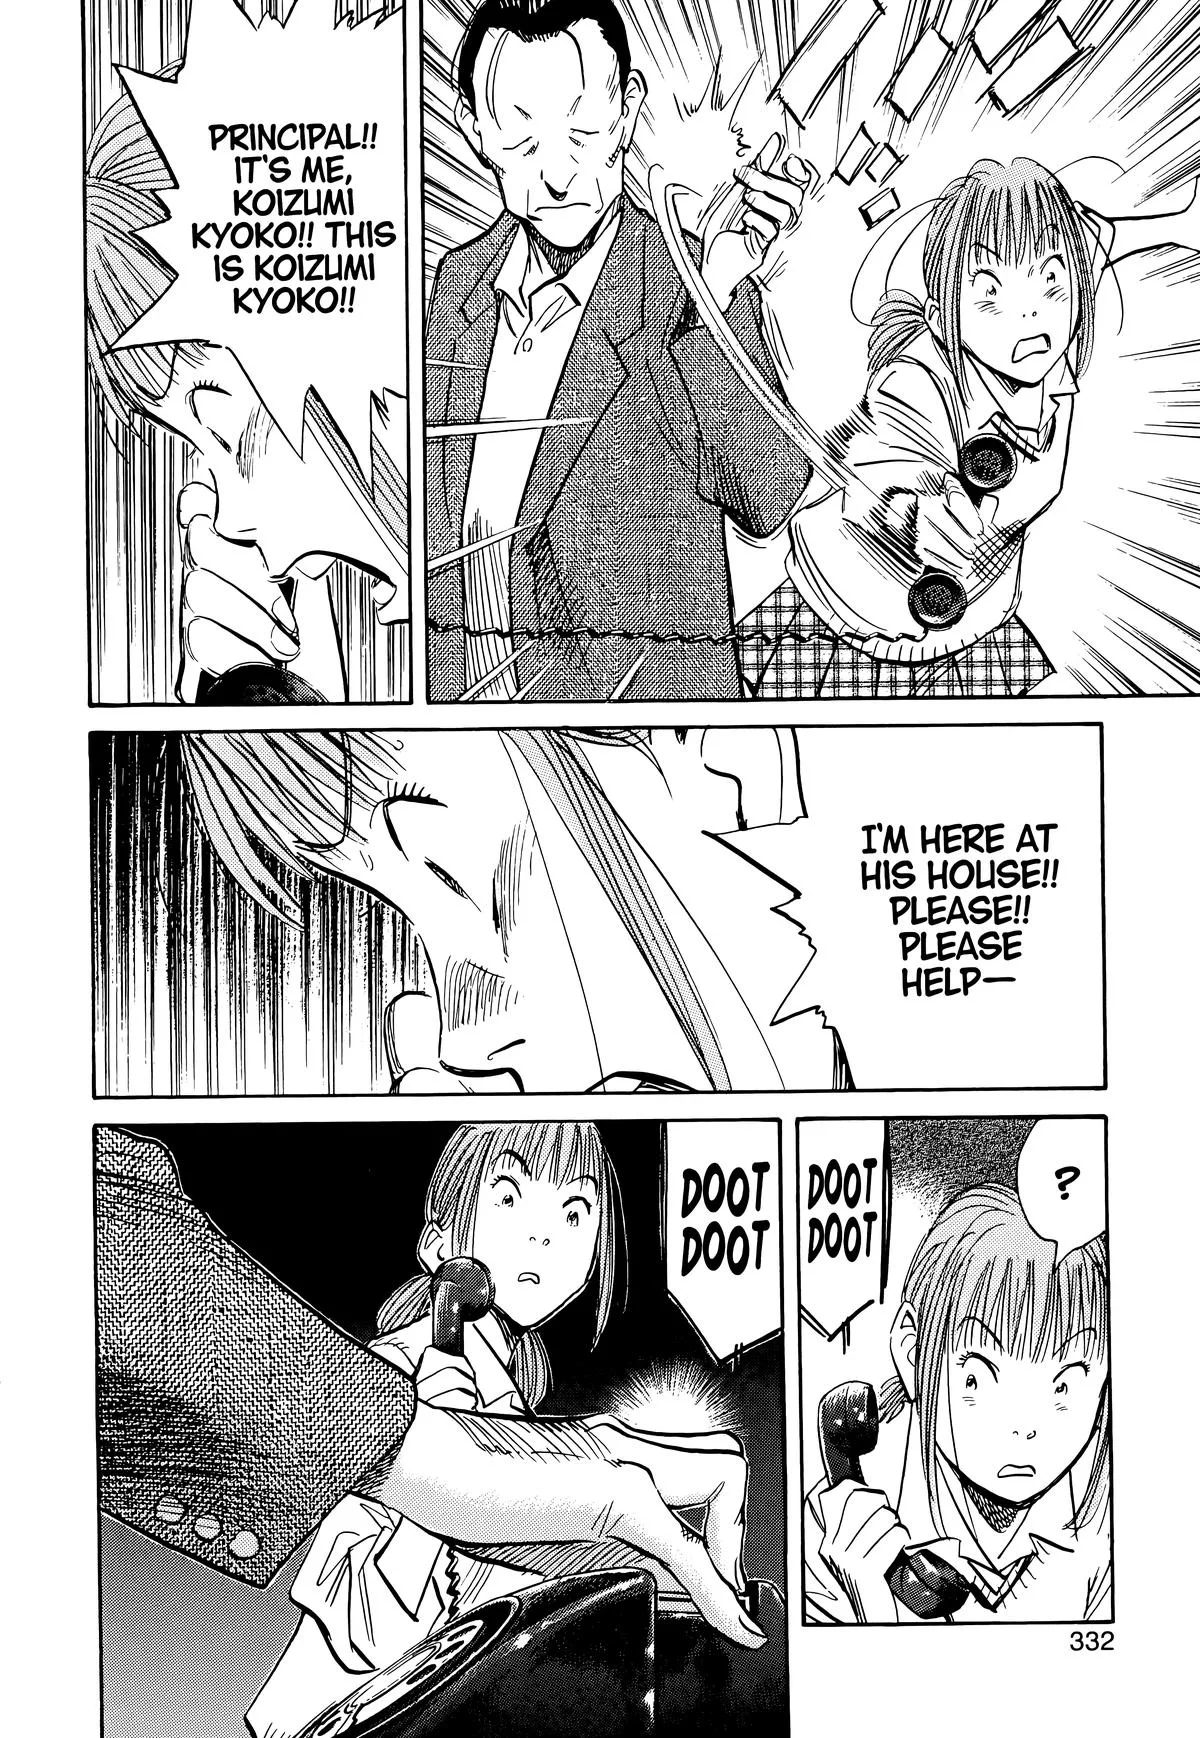 PRINCIPAL!!
IT'S ME,
KOIZUMI
KYOKO!! THIS
IS KOIZUMI
KYOKO!!
I'M HERE AT
HIS HOUSE!!
PLEASE!!
PLEASE
HELP—
?
DOOT
DOOT
DOOT
DOOT
332